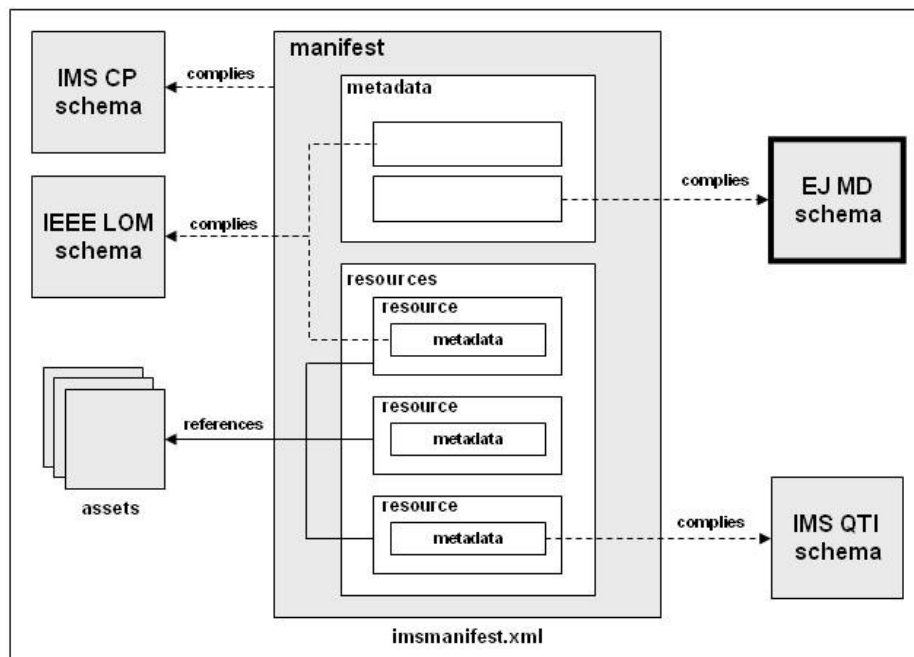 manifest
IMS CP
schema
complies
metadata
IEEE LOM
schema
complies
complies
EJ MD
schema
resources
resource
metadata
resource
metadata
references
assets
resource
metadata
complies
IMS QTI
schema
imsmanifest.xml